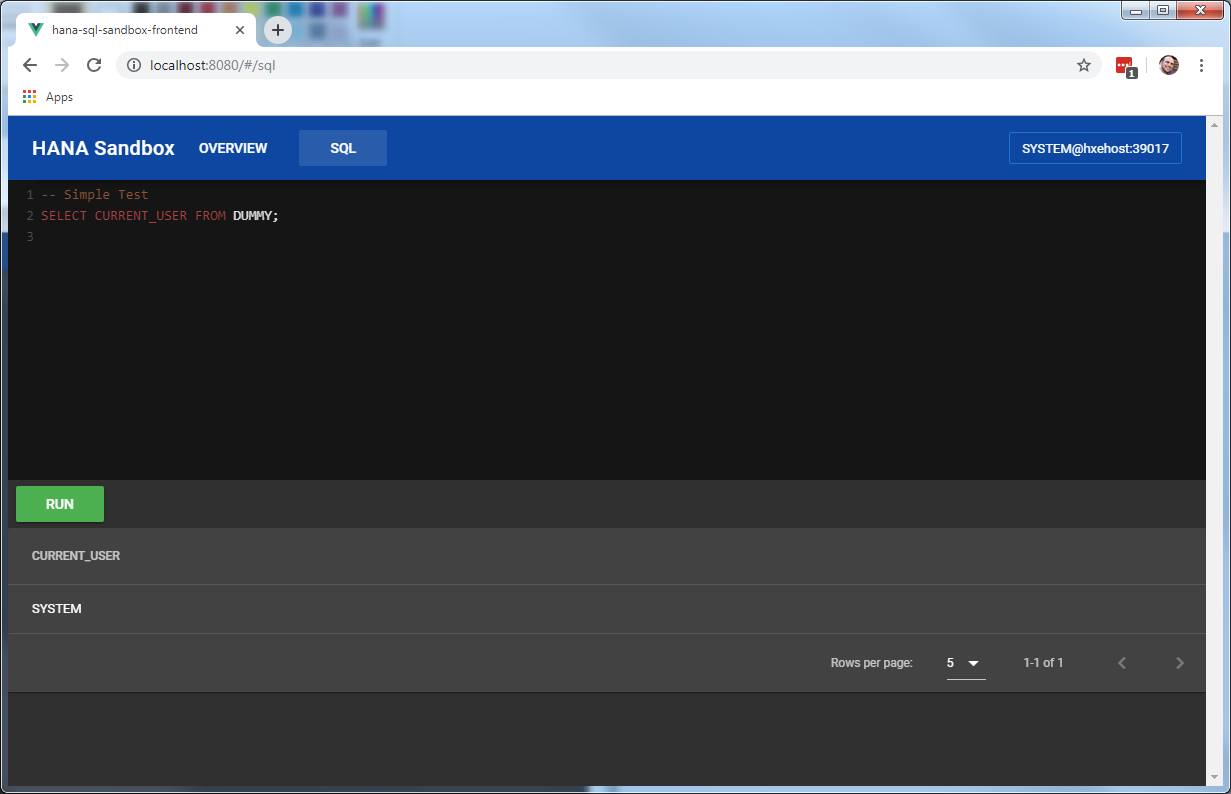 hana-sql-sandbox-frontend
localhost:8080/#/sql
1
Apps
HANA Sandbox OVERVIEW SQL SYSTEM@hxehost:39017
1 -- Simple Test
2 SELECT CURRENT_USER FROM DUMMY;
3
RUN
CURRENT_USER
SYSTEM
Rows per page: 5 1-1 of 1